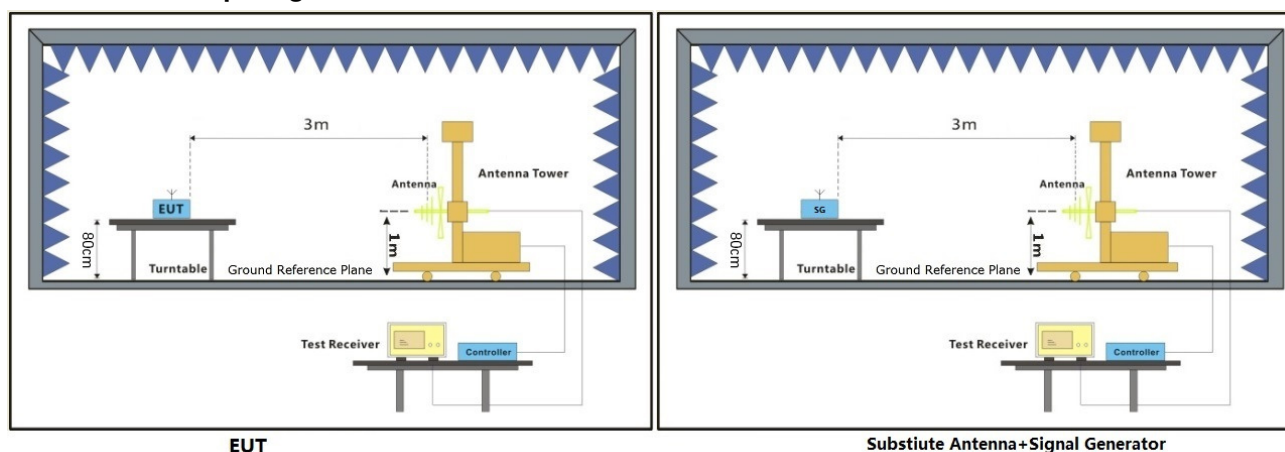 3m
Antenna
Antenna Tower
EUT
80cm
1m
Turntable
Ground Reference Plane
Test Receiver
Controller
EUT
3m
Antenna
Antenna Tower
SG
80cm
1m
Turntable
Ground Reference Plane
Test Receiver
Controller
Substiute Antenna+Signal Generator